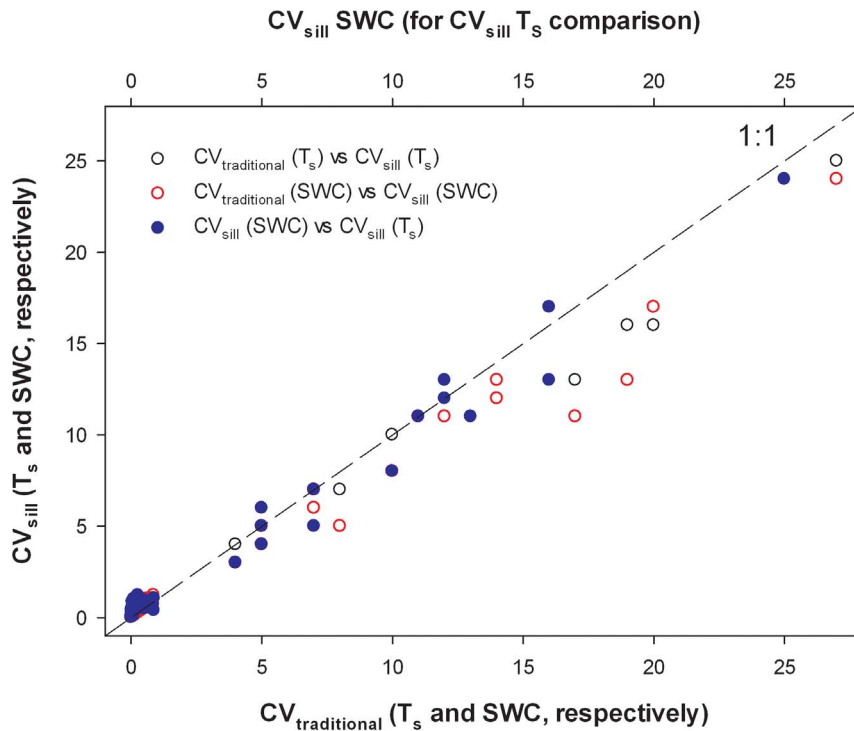 CVsill SWC (for CVsill TS comparison)
0 5 10 15 20 25
1:1
CVtraditional (Ts) vs CVsill (Ts)
CVtraditional (SWC) vs CVsill (SWC)
CVsill (SWC) vs CVsill (Ts)
25
20
15
10
5
0
CVsill (Ts and SWC, respectively)
0 5 10 15 20 25
CVtraditional (Ts and SWC, respectively)